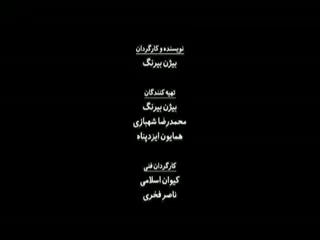 نویسنده و کارگردان
بیژن بیرنگ
تهیه کنندگان
بیژن بیرنگ
محمدرضا شهبازی
همایون ایزدپناه
کارگردان فنی
کیوان اسلامی
ناصر فخری